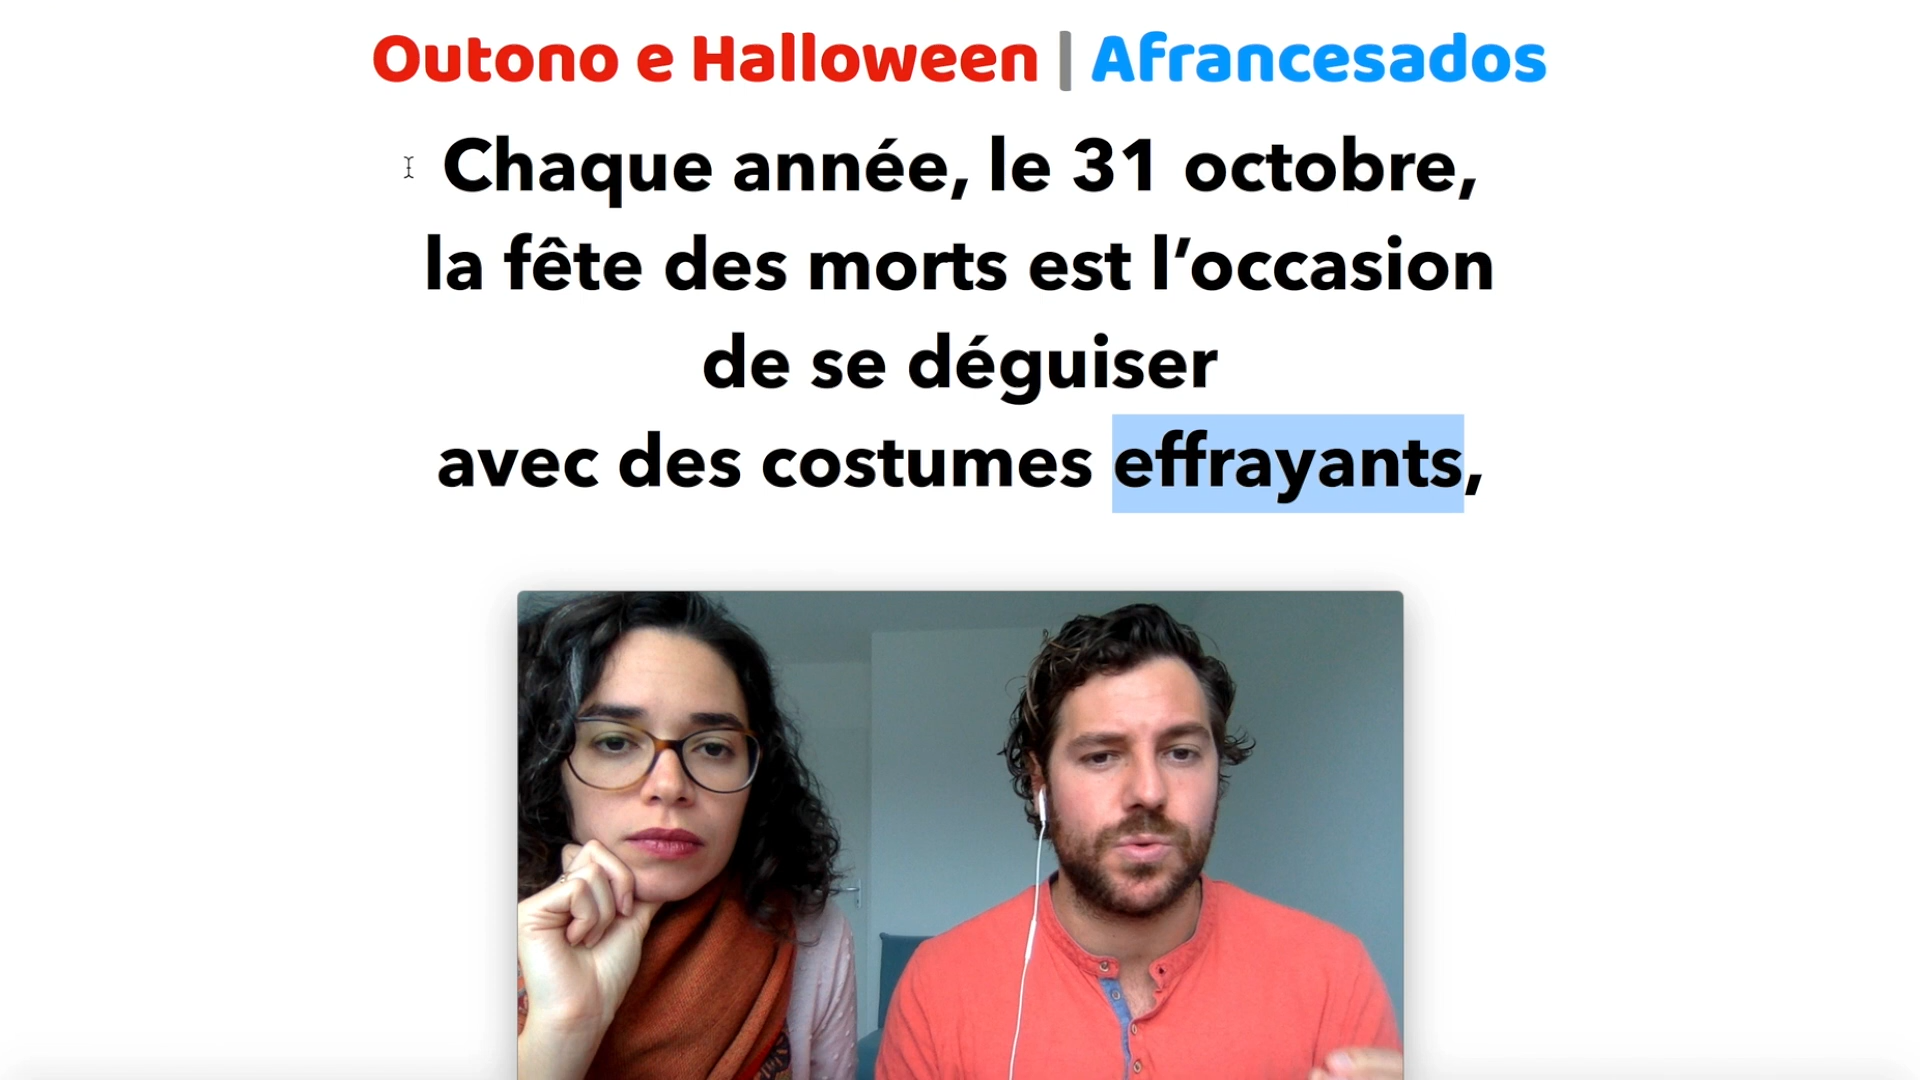 Outono e Halloween | Afrancesados
Chaque année, le 31 octobre,
la fête des morts est l’occasion
de se déguiser
avec des costumes effrayants,